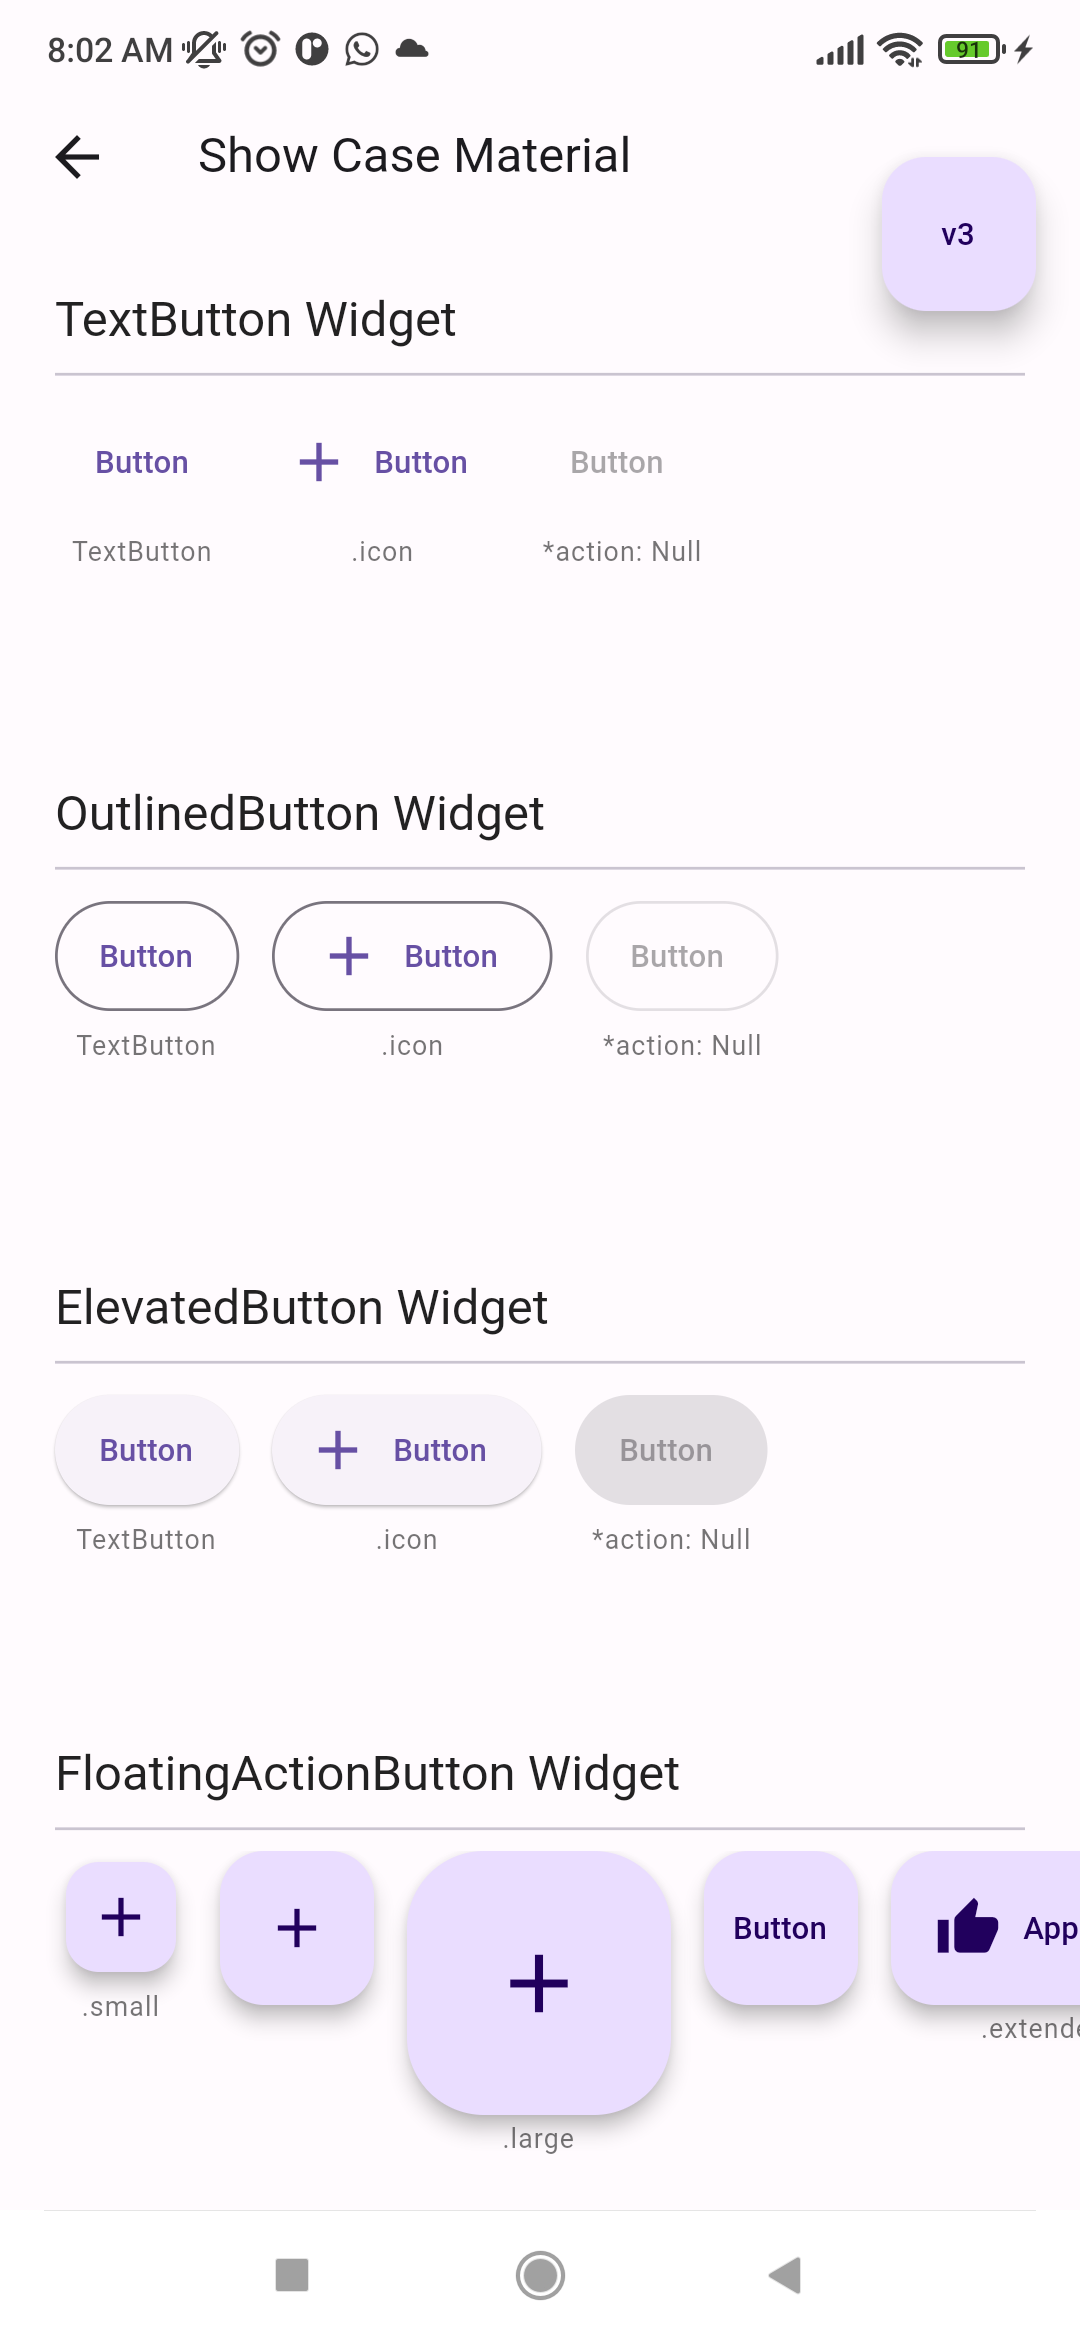 8:02 AM 91
Show Case Material
v3
TextButton Widget
Button Button Button
TextButton .icon *action: Null
OutlinedButton Widget
Button Button Button
TextButton .icon *action: Null
ElevatedButton Widget
Button Button Button
TextButton .icon *action: Null
FloatingActionButton Widget
Button App
.small
.extende
.large